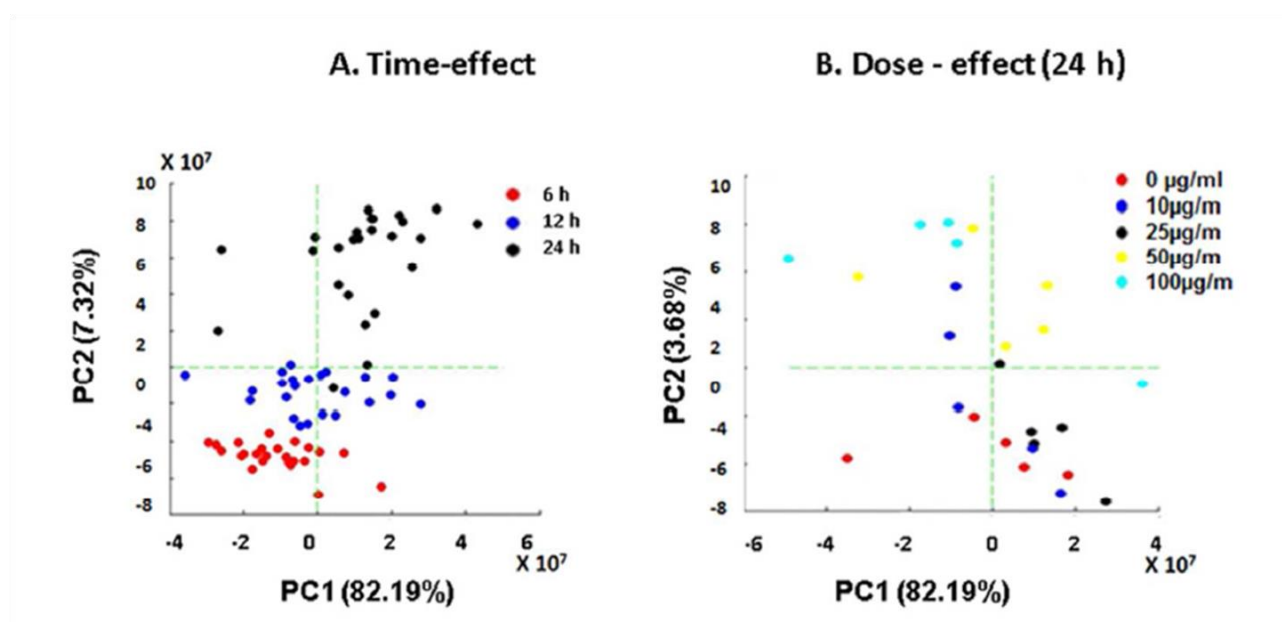 A. Time-effect
X 10⁷
10
8
6
4
2
0
-4
-6
-8
PC2 (7.32%)
-4 -2 0 2 4 6
X 10⁷
PC1 (82.19%)
6 h
12 h
24 h
B. Dose - effect (24 h)
10
8
6
4
2
0
-4
-6
-8
PC2 (3.68%)
-6 -4 -2 0 2 4
X 10⁷
PC1 (82.19%)
0 µg/ml
10µg/m
25µg/m
50µg/m
100µg/m